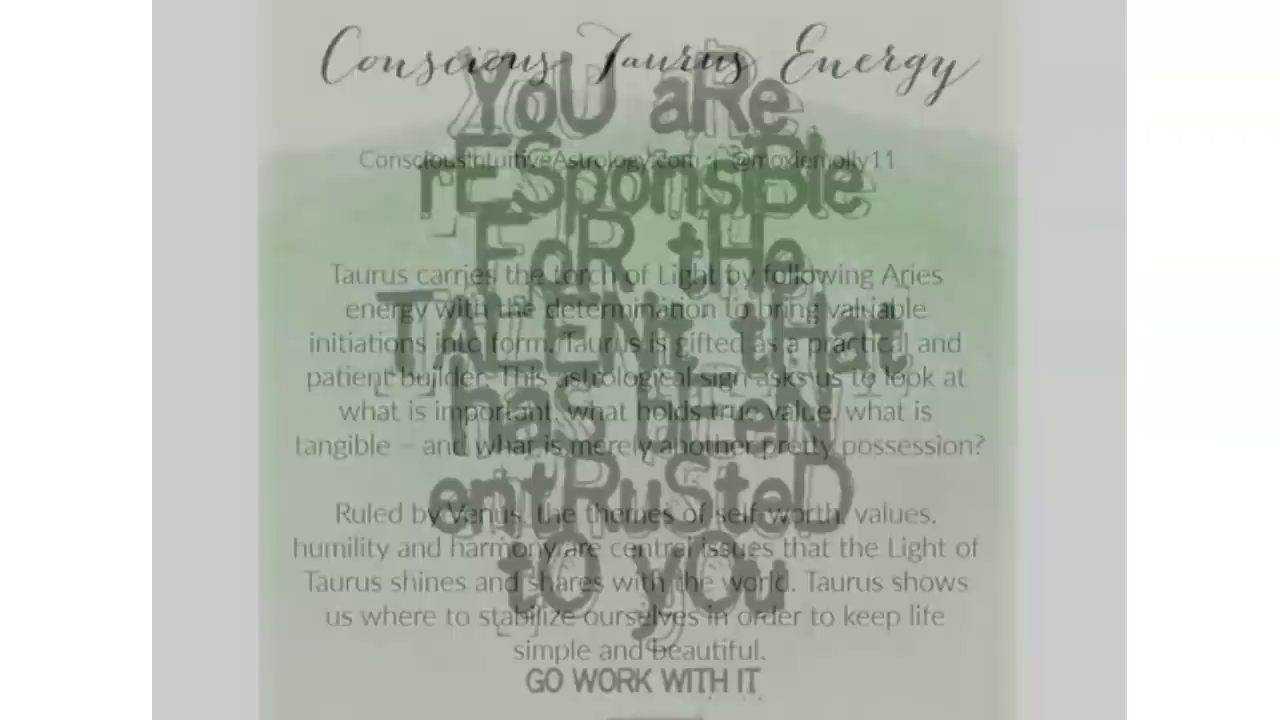 Conscious Taurus Energy
ConsciousIntuitiveAstrology.com | @moxiemolly11
Taurus carries the torch of Light by following Aries
energy with the determination to bring valuable
initiations into form. Taurus is gifted as a practical and
patient builder. This astrological sign asks us to look at
what is important, what holds true value, what is
tangible – and what is merely another pretty possession?
Ruled by Venus, the themes of self-worth, values,
humility and harmony are central issues that the Light of
Taurus shines and shares with the world. Taurus shows
us where to stabilize ourselves in order to keep life
simple and beautiful.
YoU aRe
rESponsiBle
FoR tHe
TALENt tHat
haS bEeN
entRuSteD
tO yOu
GO WORK WITH IT